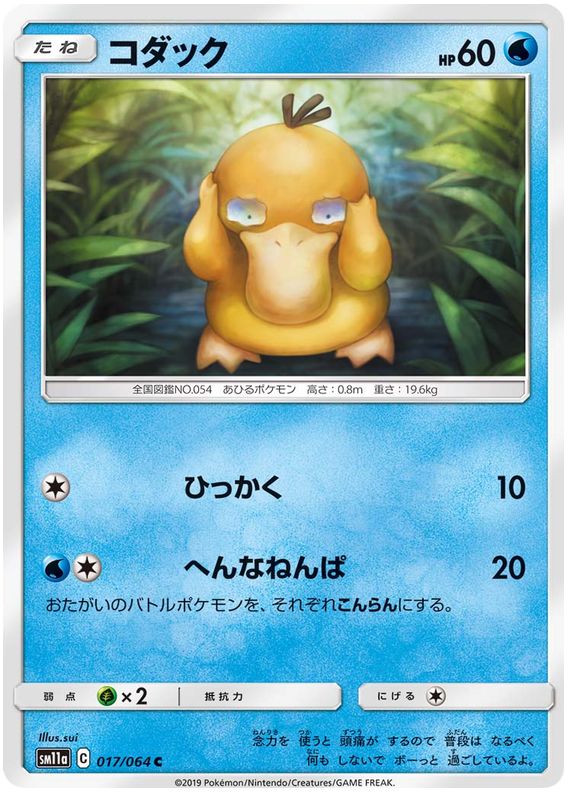 たね コダック HP60
全国図鑑NO.054 あひるポケモン 高さ:0.8m 重さ:19.6kg
ひっかく 10
へんなねんぱ 20
おたがいのバトルポケモンを、それぞれこんらんにする。
弱点 ×2 抵抗力 にげる
Illus.sui
sm11a C 017/064 C
念力を使うと頭痛がするので普段はなるべく
何もしないでボーっと過ごしているよ。
©2019 Pokémon/Nintendo/Creatures/GAME FREAK.